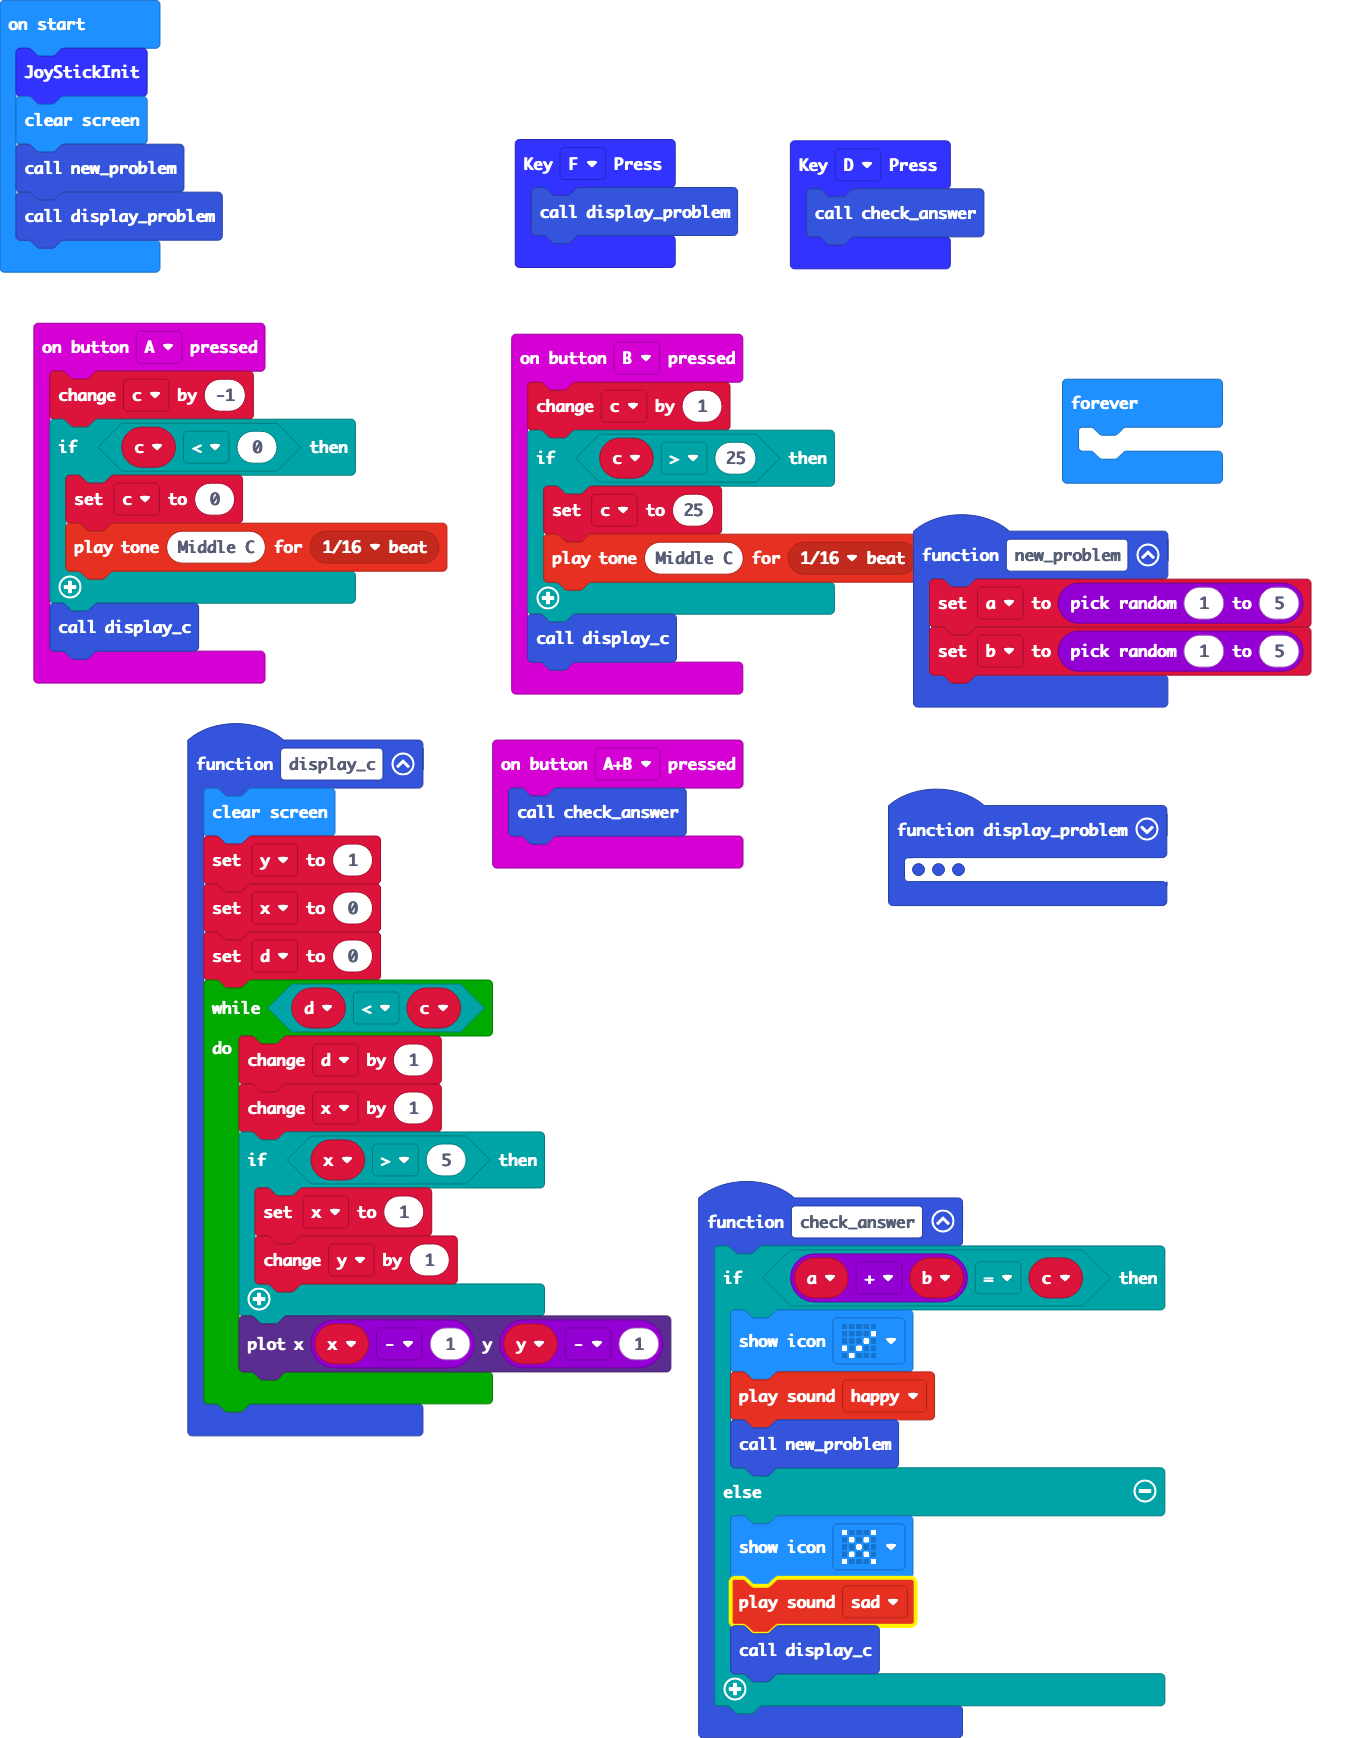 on start
JoyStickInit
clear screen
call new_problem
call display_problem
Key F Press
call display_problem
Key D Press
call check_answer
on button A pressed
change c by -1
if c < 0 then
set c to 0
play tone Middle C for 1/16 beat
call display_c
on button B pressed
change c by 1
if c > 25 then
set c to 25
play tone Middle C for 1/16 beat
call display_c
forever
function new_problem
set a to pick random 1 to 5
set b to pick random 1 to 5
function display_c
clear screen
set y to 1
set x to 0
set d to 0
while d < c
do
change d by 1
change x by 1
if x > 5 then
set x to 1
change y by 1
plot x x - 1 y y - 1
on button A+B pressed
call check_answer
function display_problem
function check_answer
if a + b = c then
show icon
play sound happy
call new_problem
else
show icon
play sound sad
call display_c